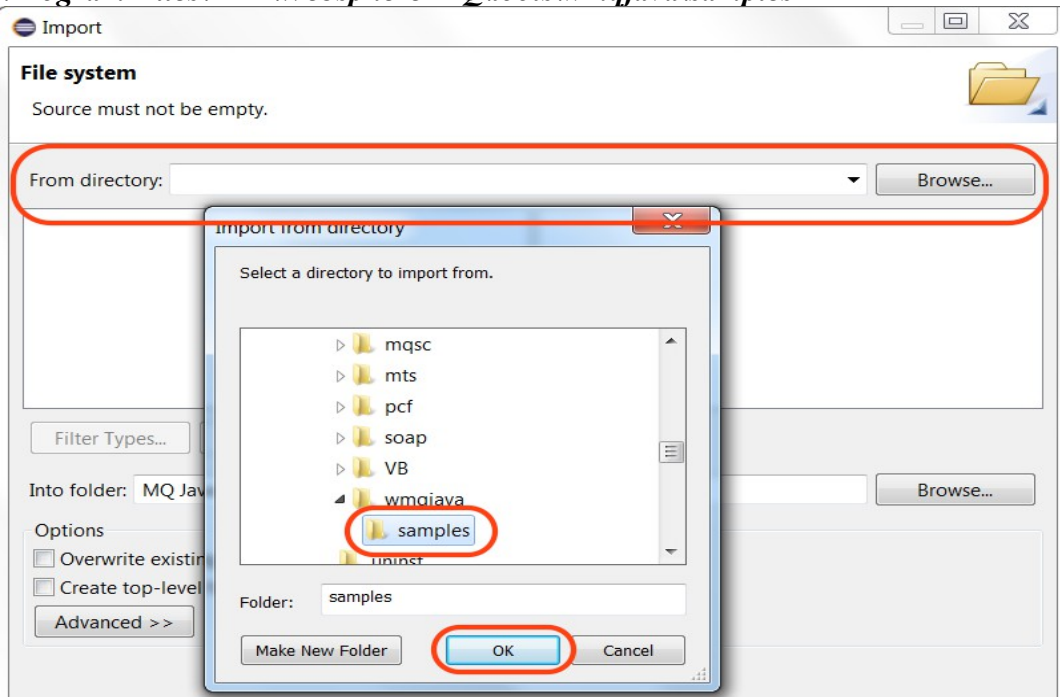 Import
File system
Source must not be empty.
From directory:
Browse...
Import from directory
Select a directory to import from.
mqsc
mts
pcf
soap
VB
wmqjava
samples
uninst
Folder: samples
Make New Folder
OK
Cancel
Filter Types...
Into folder: MQ Jav
Browse...
Options
Overwrite existin
Create top-level
Advanced >>